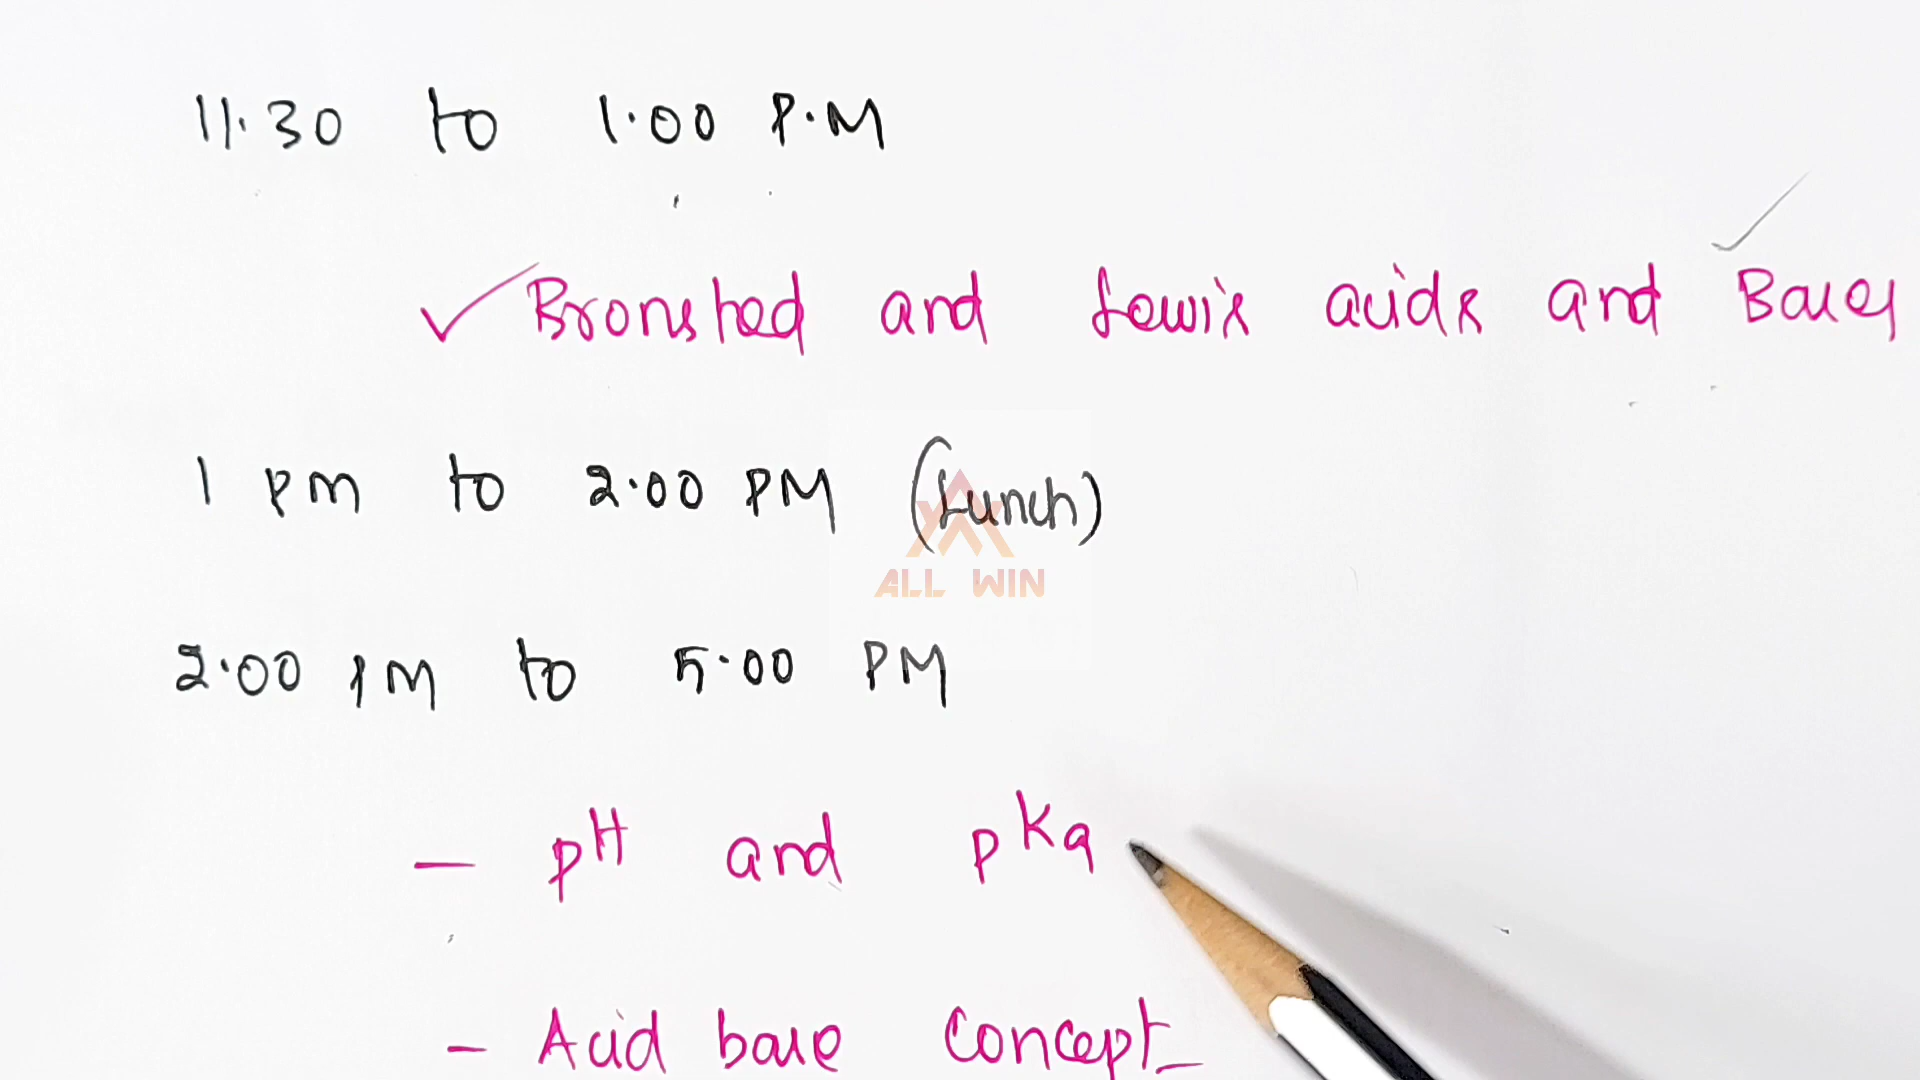 11.30 to 1.00 P.M
Bronsted and Lewis acids and Bases
1 PM to 2.00 PM (Lunch)
ALL WIN
2.00 PM to 5.00 PM
- pH and pKa
- Acid base concept